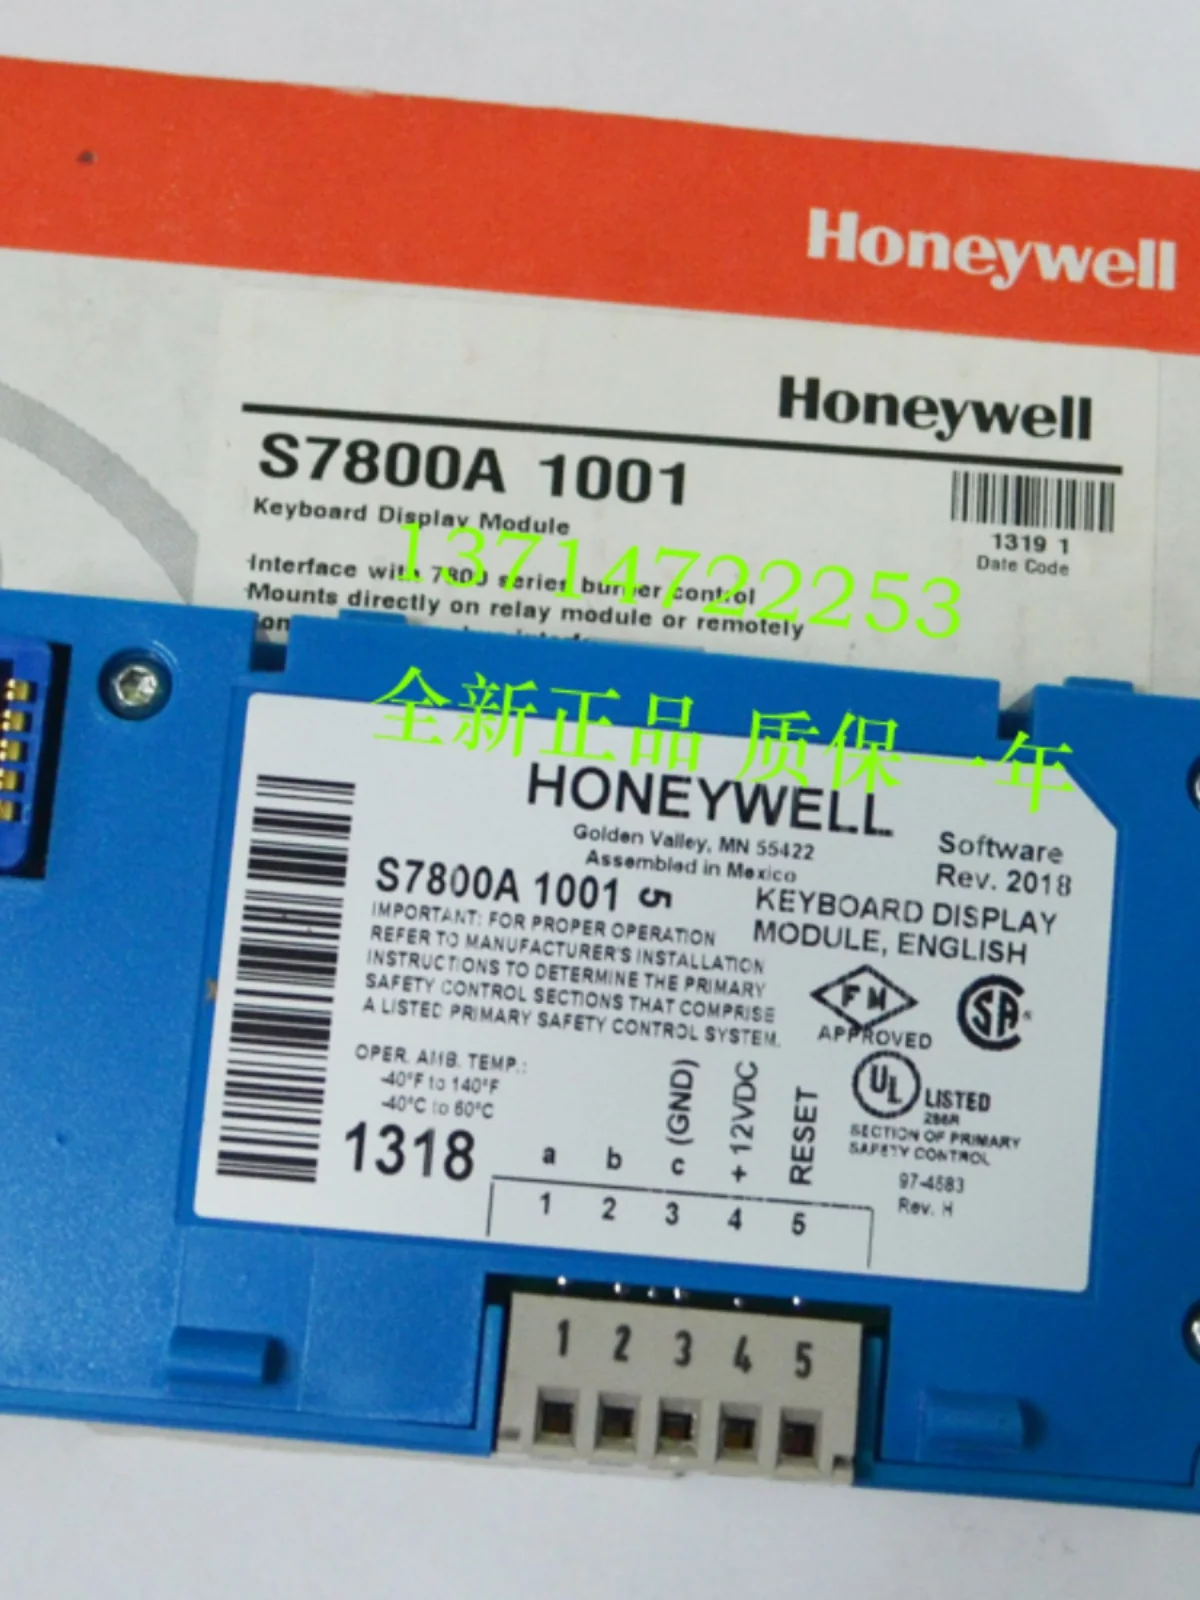 Honeywell
Honeywell
S7800A 1001
Keyboard Display Module
1319 1
Date Code
Interface with 7800 series burner control
Mounts directly on relay module or remotely
13714722253
全新正品 质保一年
HONEYWELL
Golden Valley, MN 55422
Assembled in Mexico
Software
Rev. 2018
S7800A 1001 5
KEYBOARD DISPLAY
MODULE, ENGLISH
IMPORTANT: FOR PROPER OPERATION
REFER TO MANUFACTURER'S INSTALLATION
INSTRUCTIONS TO DETERMINE THE PRIMARY
SAFETY CONTROL SECTIONS THAT COMPRISE
A LISTED PRIMARY SAFETY CONTROL SYSTEM.
FM
APPROVED
SA
OPER. AMB. TEMP.:
-40°F to 140°F
-40°C to 60°C
1318
UL LISTED
286R
SECTION OF PRIMARY
SAFETY CONTROL
97-4583
Rev. H
a b c (GND) +12VDC RESET
1 2 3 4 5
1 2 3 4 5